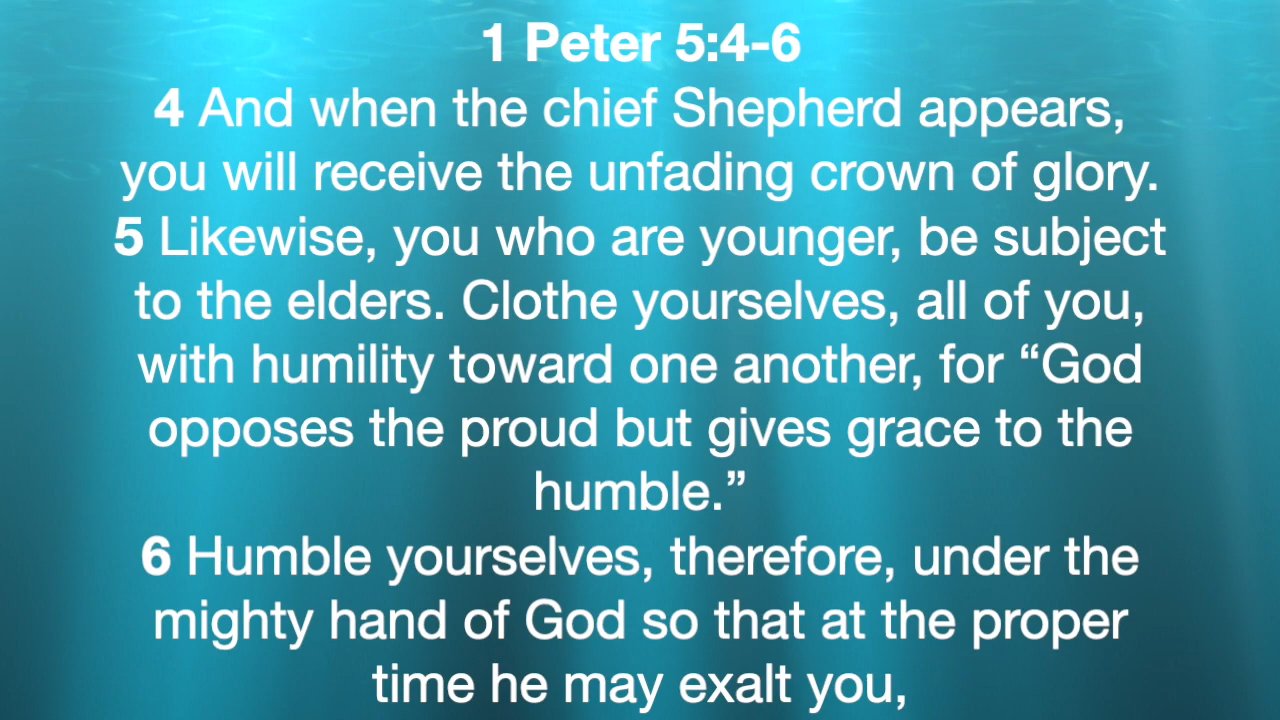 1 Peter 5:4-6
4 And when the chief Shepherd appears,
you will receive the unfading crown of glory.
5 Likewise, you who are younger, be subject
to the elders. Clothe yourselves, all of you,
with humility toward one another, for “God
opposes the proud but gives grace to the
humble.”
6 Humble yourselves, therefore, under the
mighty hand of God so that at the proper
time he may exalt you,